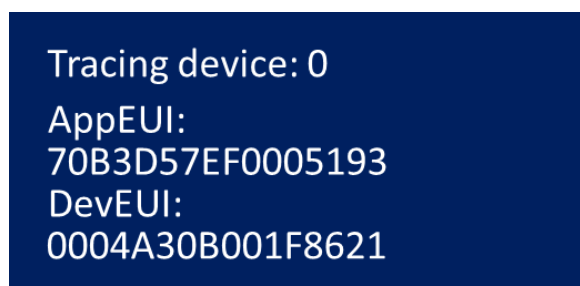 Tracing device: 0
AppEUI:
70B3D57EF0005193
DevEUI:
0004A30B001F8621